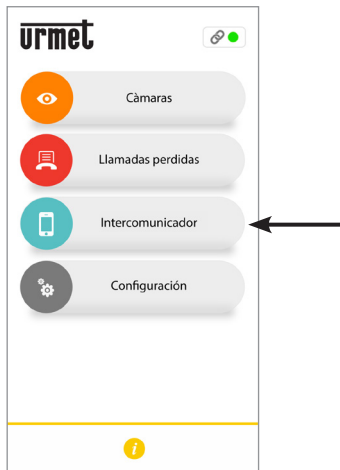 urmet
Càmaras
Llamadas perdidas
Intercomunicador
Configuración
i